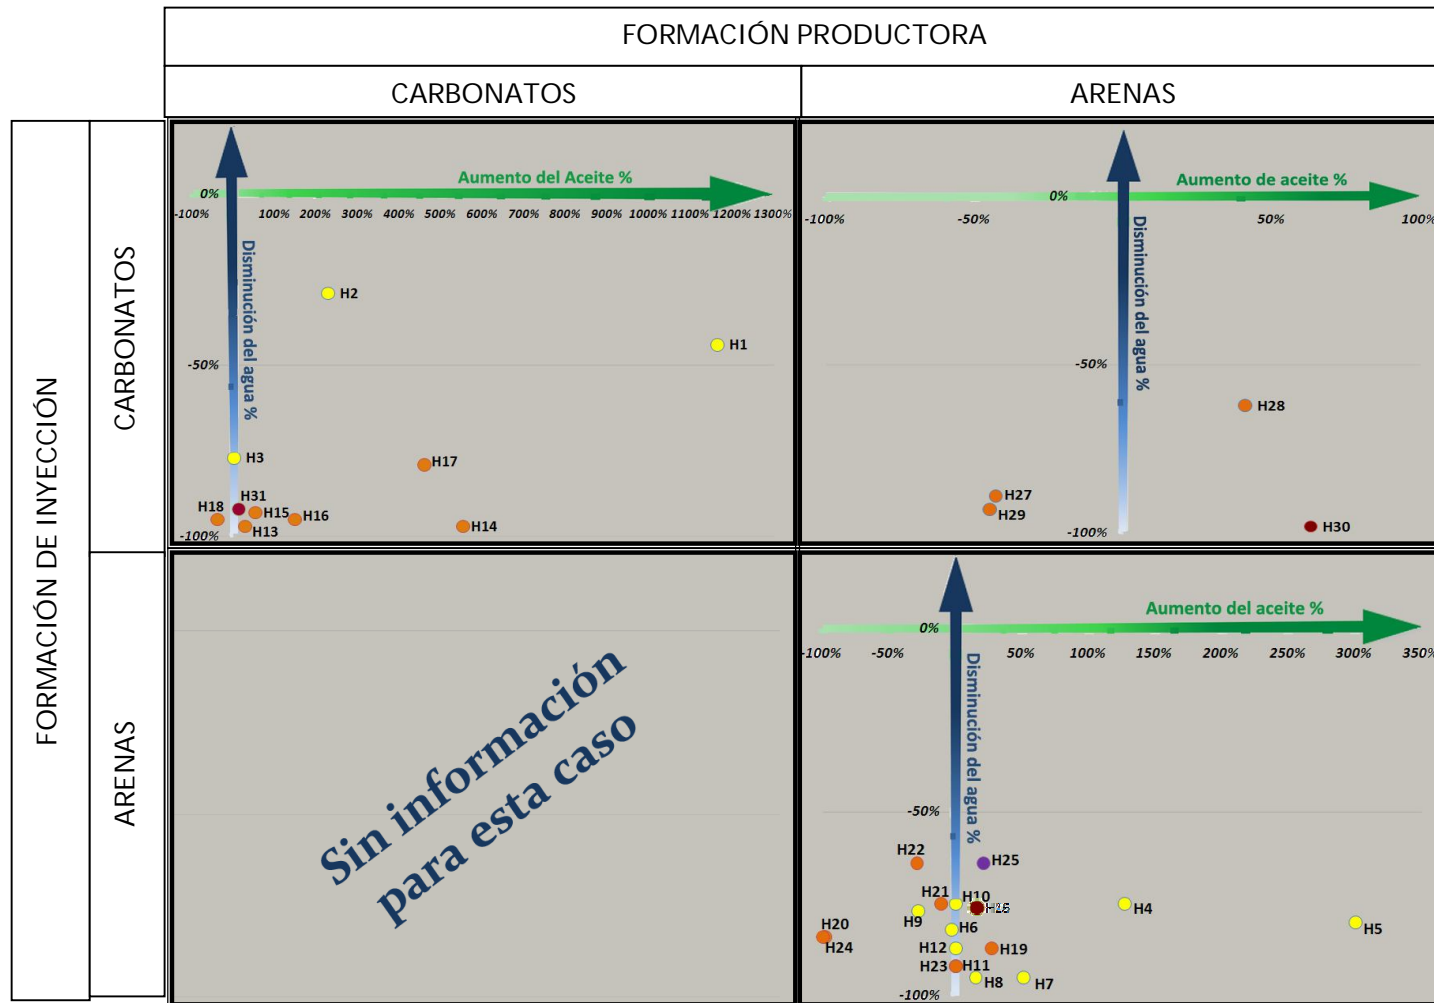 FORMACIÓN PRODUCTORA
CARBONATOS
ARENAS
FORMACIÓN DE INYECCIÓN
CARBONATOS
Aumento del Aceite %
0%
-100%
100%
200%
300%
400%
500%
600%
700%
800%
900%
1000%
1100%
1200%
1300%
Disminución del agua %
H2
H1
-50%
H3
H17
H31
H18
H15
H16
H13
H14
-100%
Aumento de aceite %
0%
-100%
-50%
50%
100%
Disminución del agua %
-50%
H28
H27
H29
H30
-100%
ARENAS
Sin información
para esta caso
Aumento del aceite %
0%
-100%
-50%
50%
100%
150%
200%
250%
300%
350%
Disminución del agua %
-50%
H22
H25
H21
H10
H9
H4
H5
H6
H20
H24
H12
H19
H23
H11
H8
H7
-100%